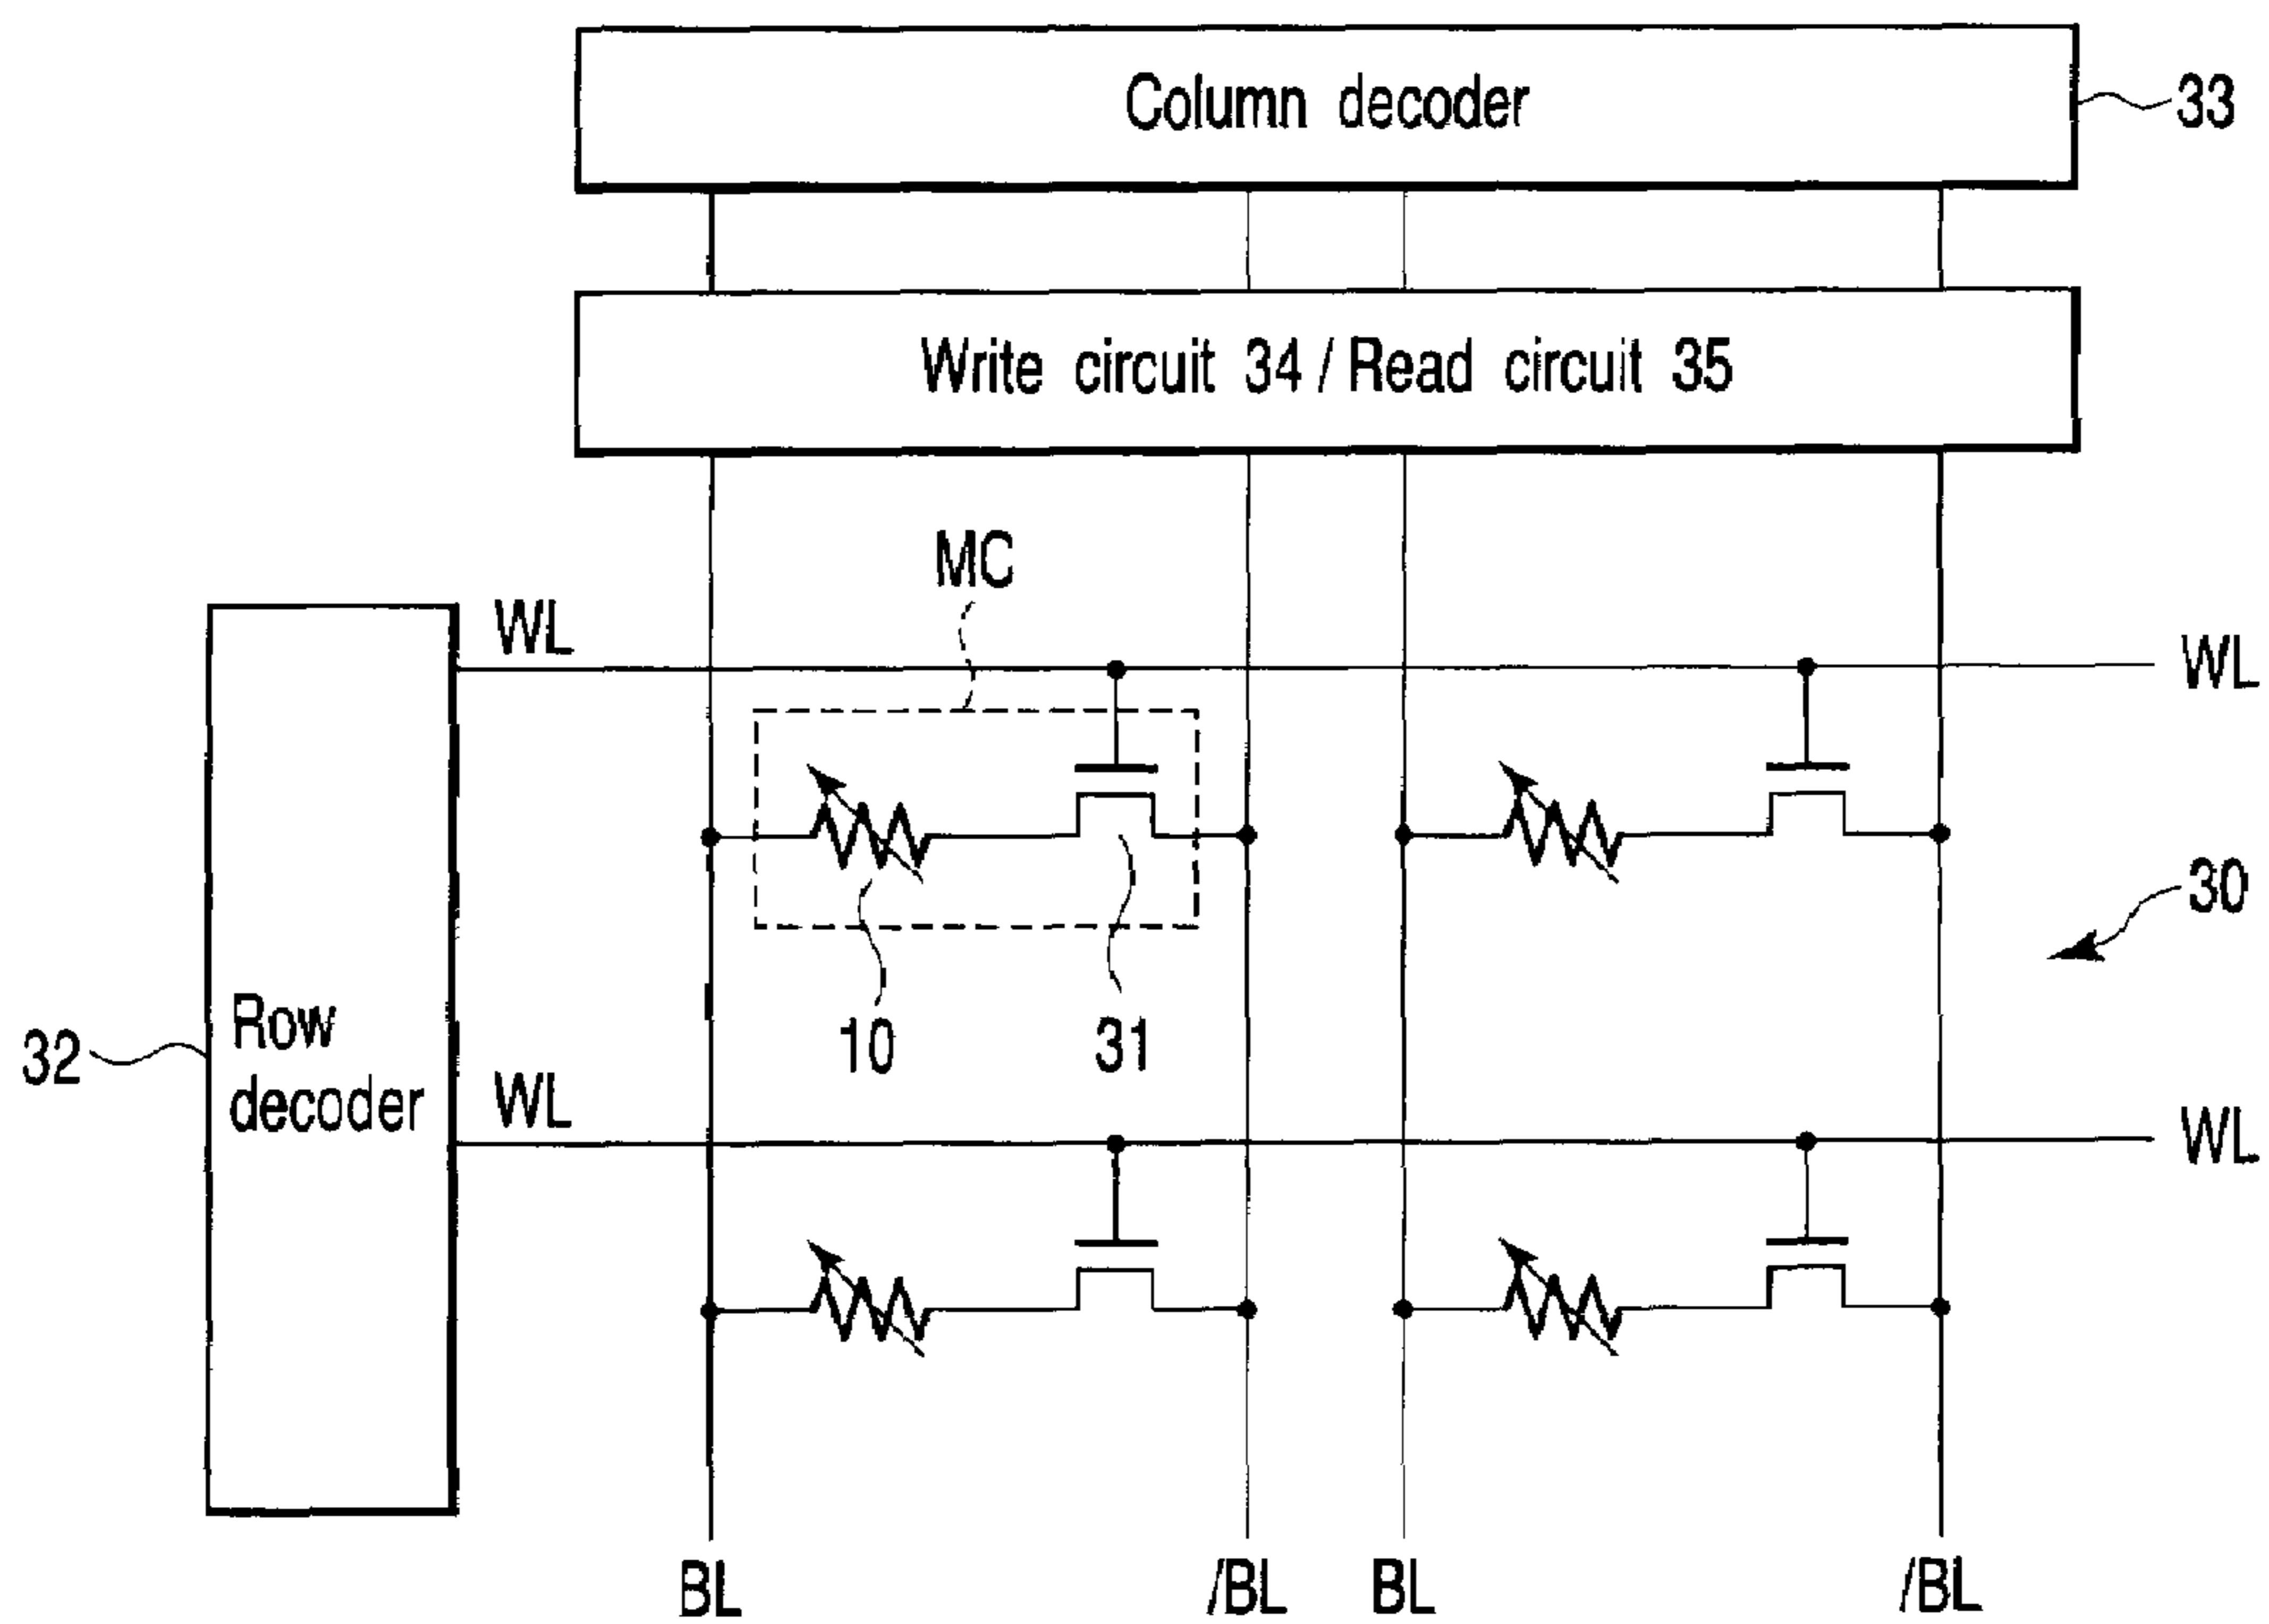 Column decoder
33
Write circuit 34 / Read circuit 35
MC
WL
WL
30
10
31
Row
decoder
32
WL
WL
BL
/BL
BL
/BL